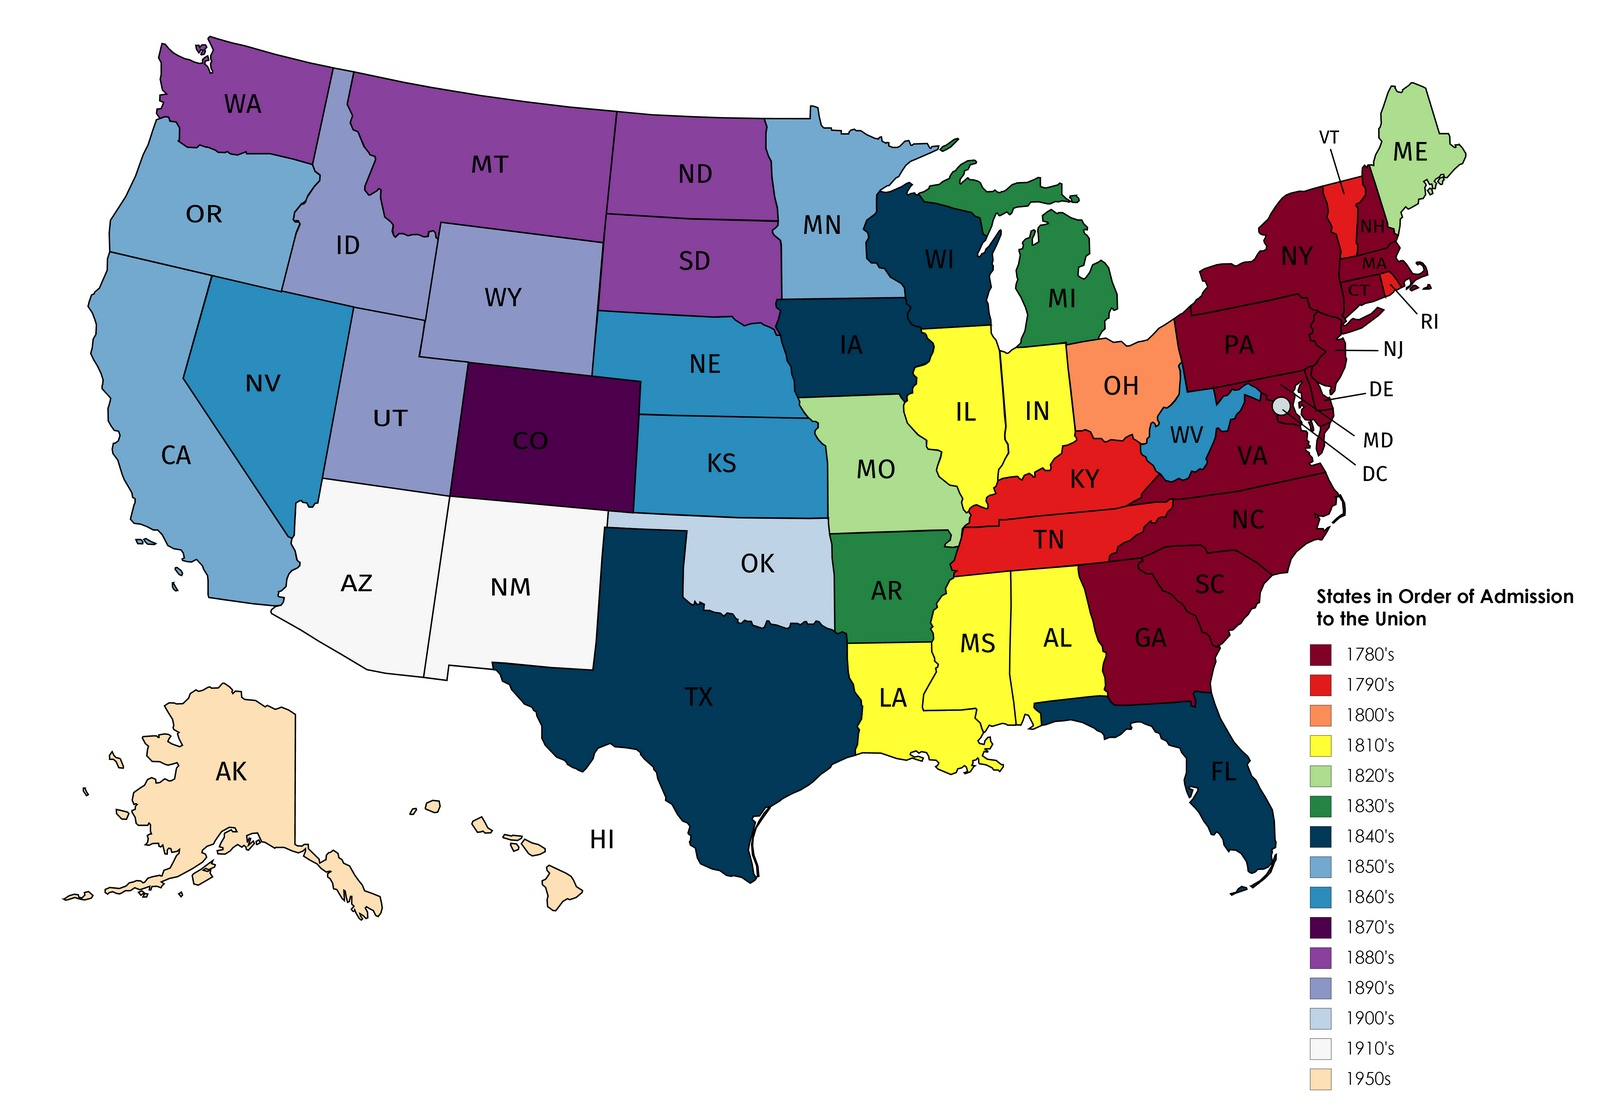 WA
MT
ND
MN
OR
ID
SD
WY
WI
MI
VT
ME
NH
NY
MA
CT
RI
NV
NE
IA
PA
NJ
UT
CO
CA
KS
MO
IL
IN
OH
WV
VA
DE
MD
DC
KY
NC
TN
AZ
NM
OK
AR
SC
MS
AL
GA
TX
LA
FL
AK
HI
States in Order of Admission
to the Union
1780's
1790's
1800's
1810's
1820's
1830's
1840's
1850's
1860's
1870's
1880's
1890's
1900's
1910's
1950s